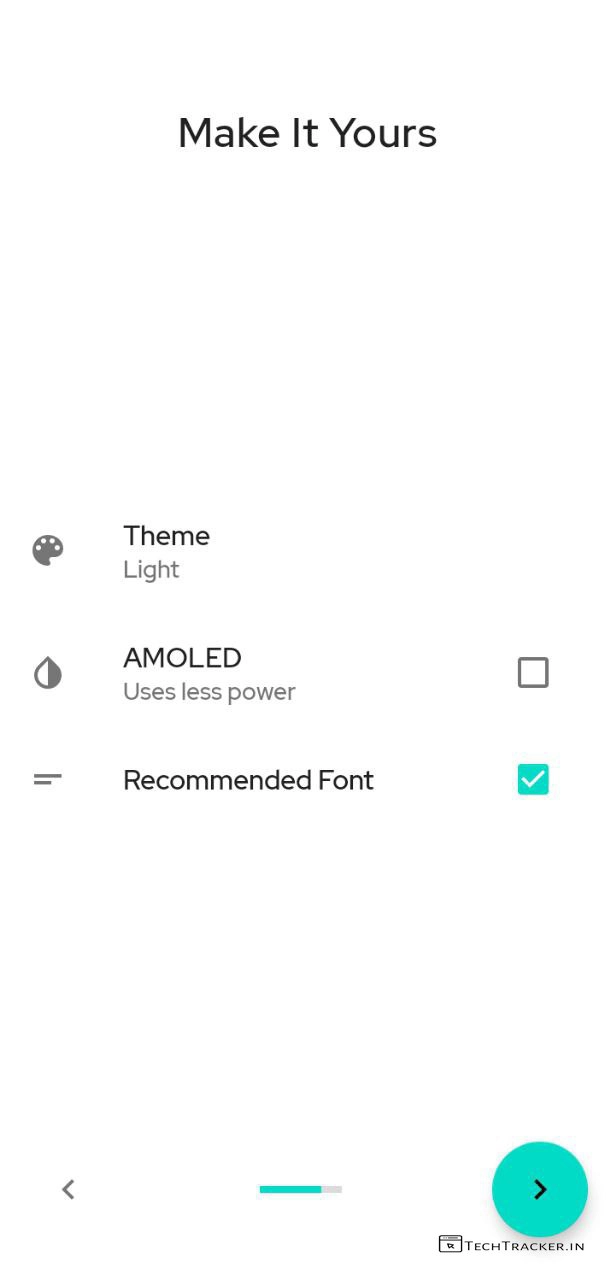 Make It Yours
Theme
Light
AMOLED
Uses less power
Recommended Font
TECHTRACKER.IN